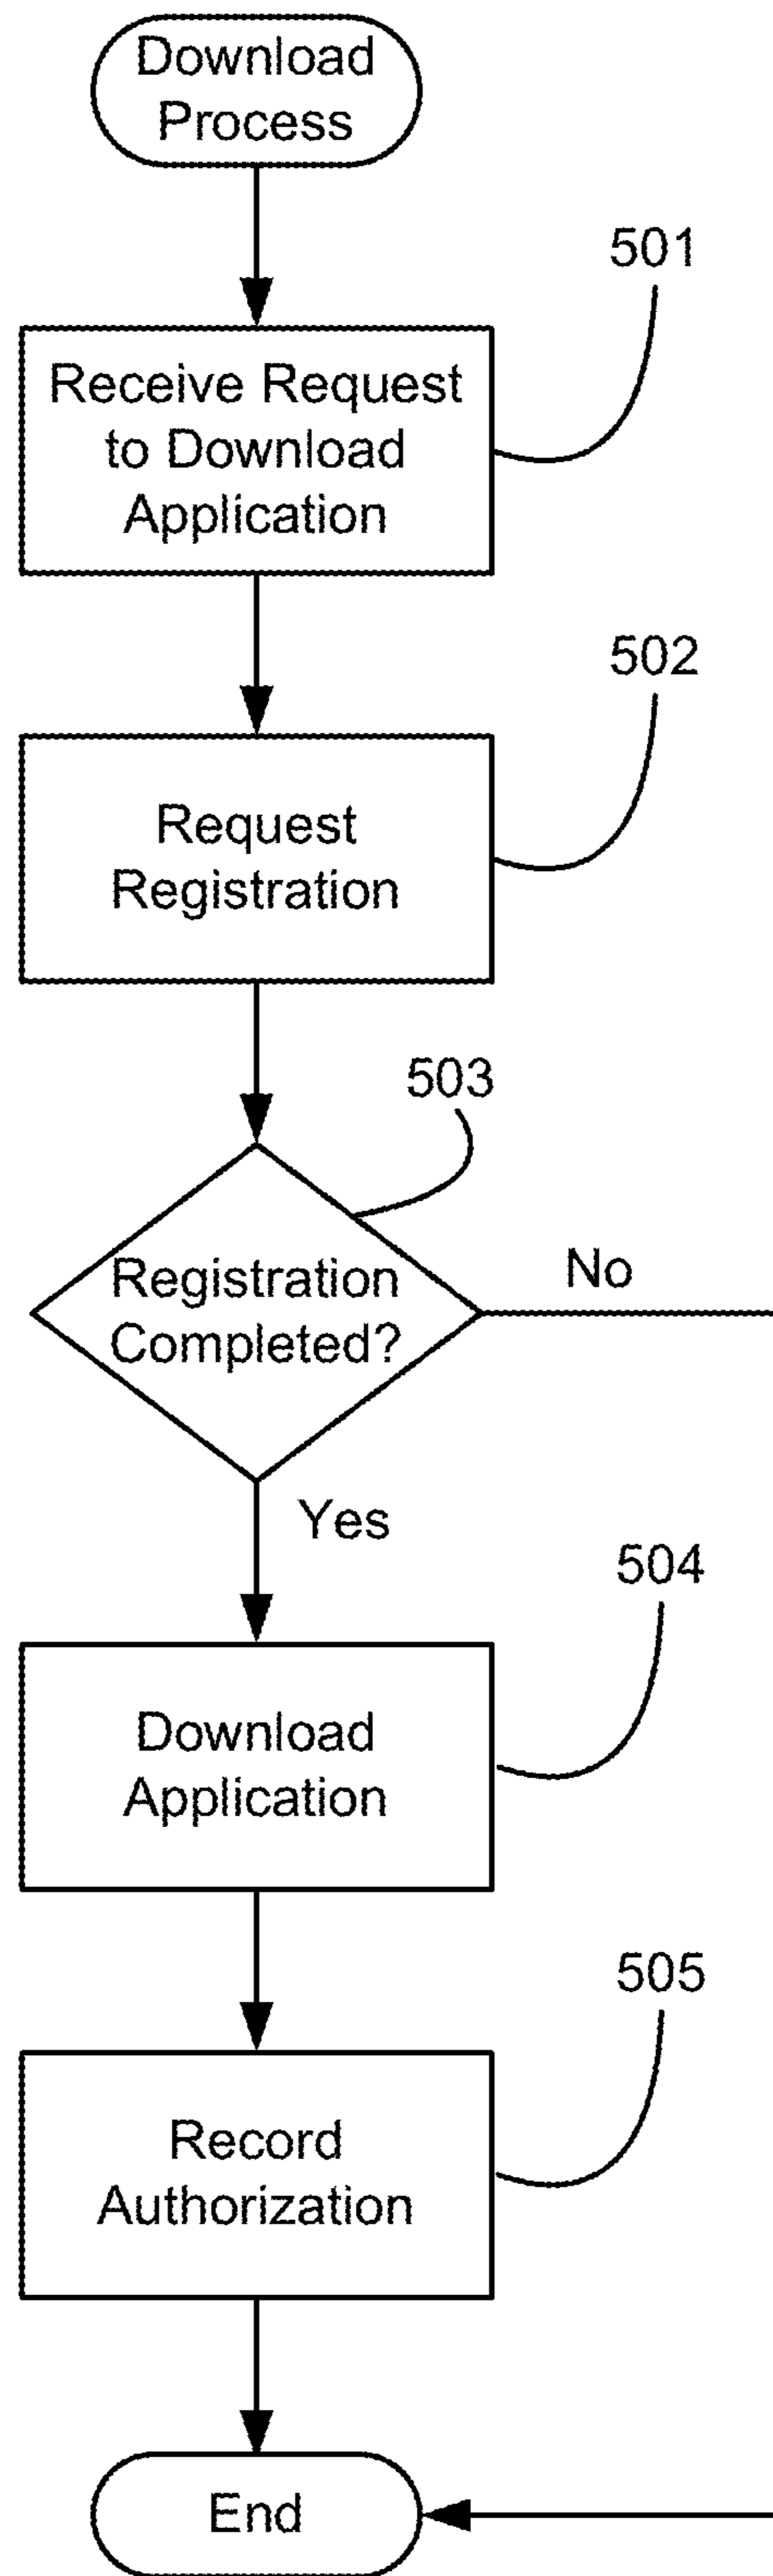 Download
Process
501
Receive Request
to Download
Application
502
Request
Registration
503
Registration
Completed?
No
Yes
504
Download
Application
505
Record
Authorization
End